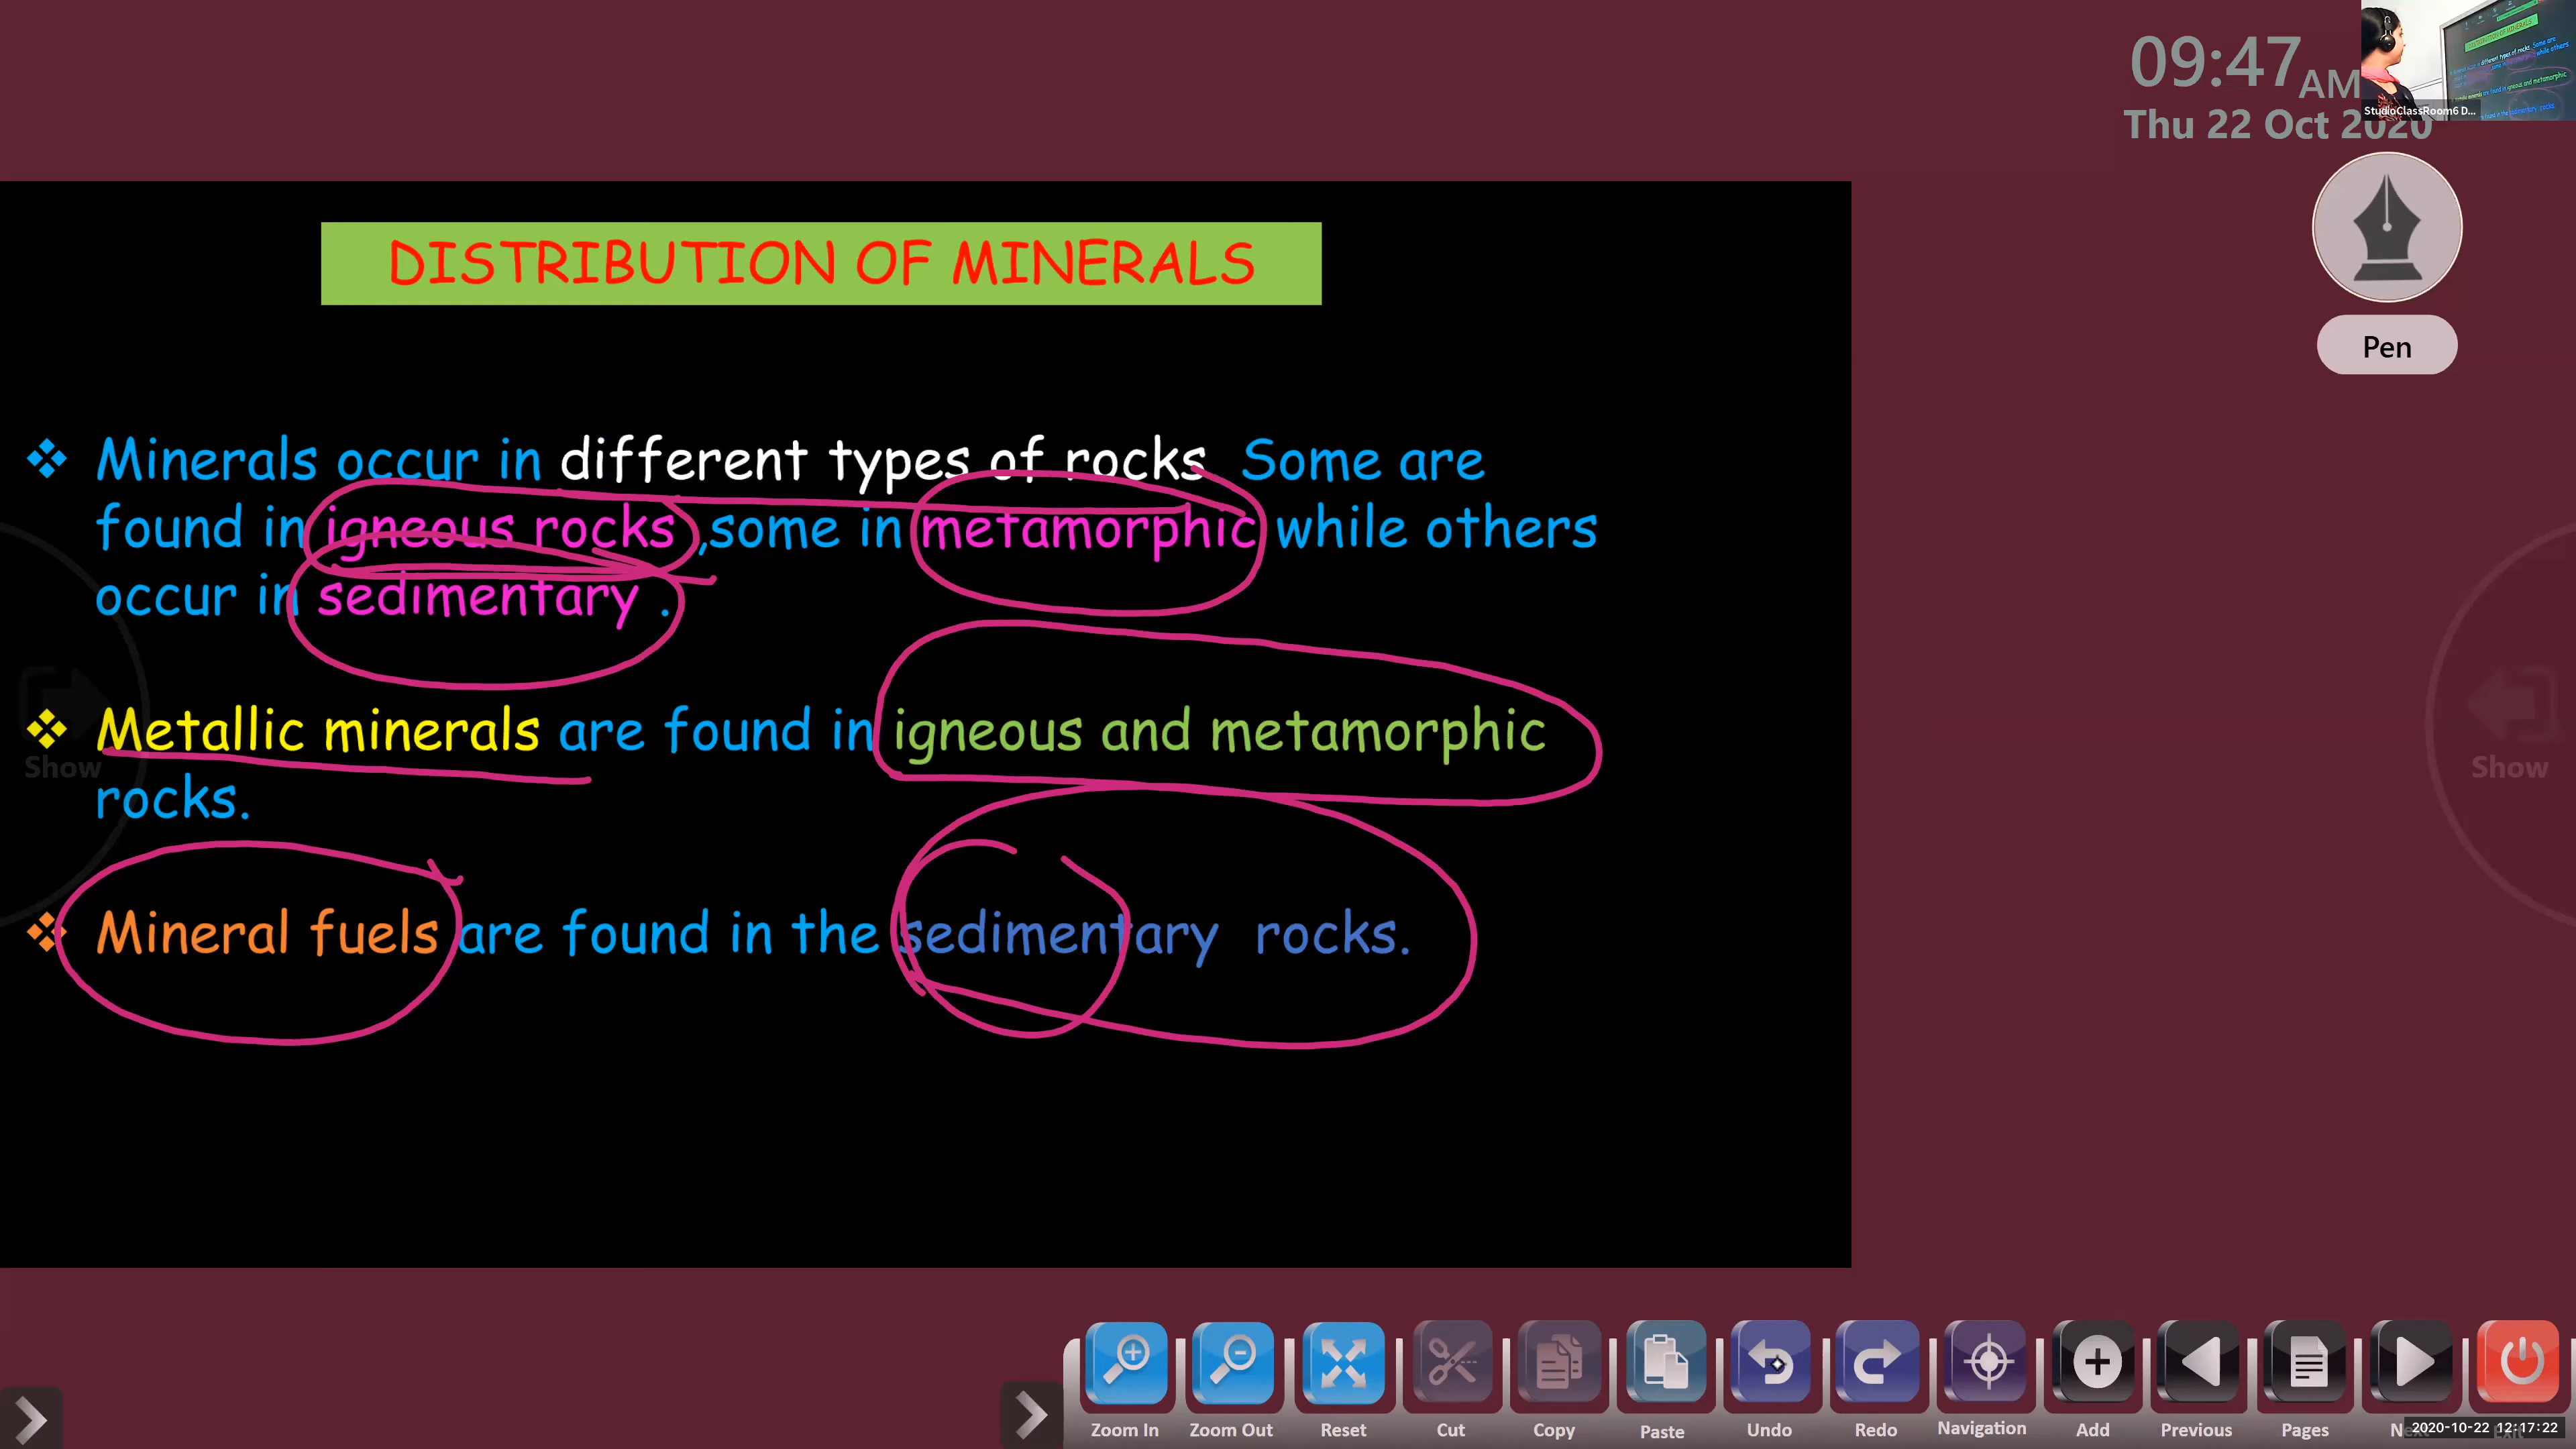 09:47 AM
Thu 22 Oct 2020
StudioClassRoom6 D...
Pen
DISTRIBUTION OF MINERALS
Minerals occur in different types of rocks Some are
found in igneous rocks ,some in metamorphic while others
occur in sedimentary .
Metallic minerals are found in igneous and metamorphic
rocks.
Mineral fuels are found in the sedimentary rocks.
Show
Show
Zoom In Zoom Out Reset Cut Copy Paste Undo Redo Navigation Add Previous Pages
2020-10-22 12:17:22